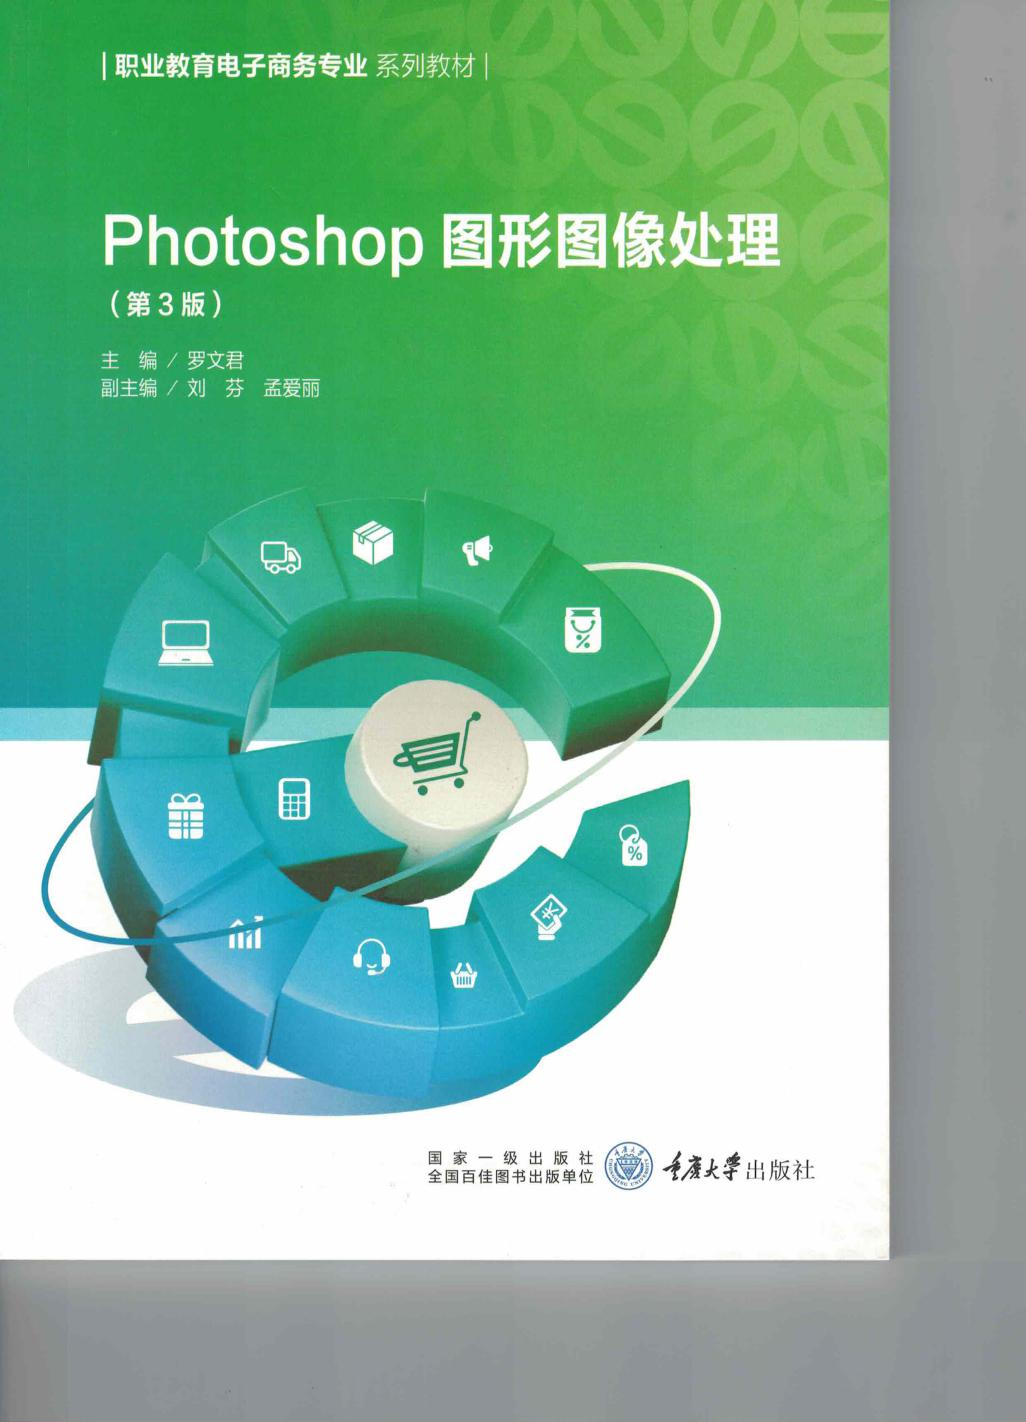 职业教育电子商务专业 系列教材
Photoshop 图形图像处理
（第 3 版）
主 编 / 罗文君
副主编 / 刘 芬 孟爱丽
国家一级出版社
全国百佳图书出版单位
重庆大学出版社